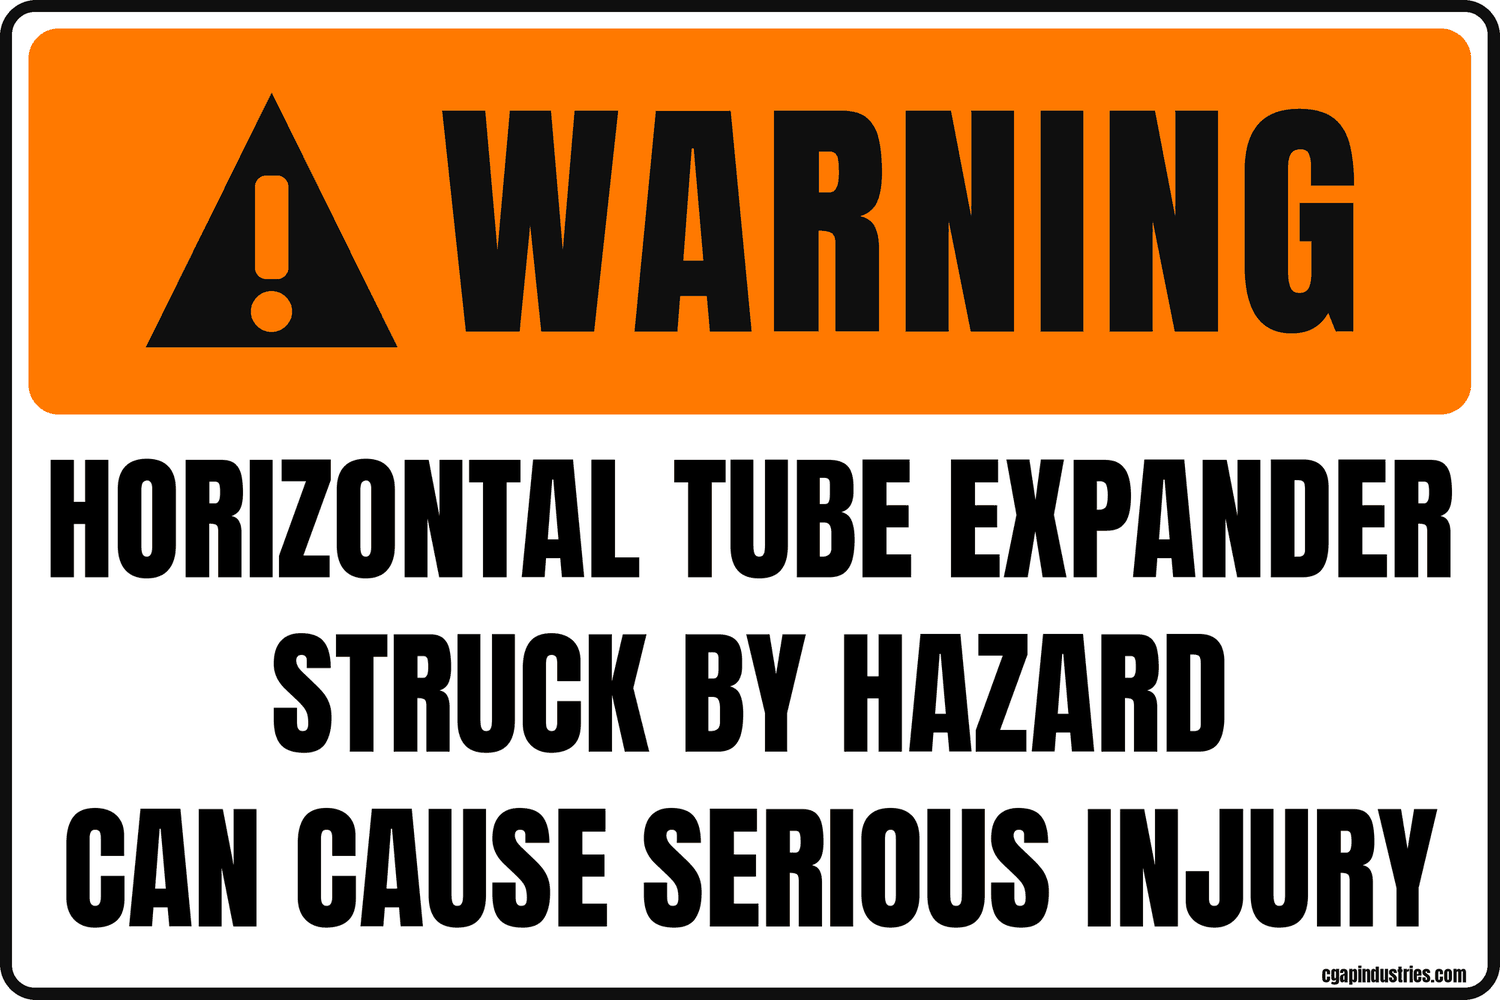 WARNING
HORIZONTAL TUBE EXPANDER
STRUCK BY HAZARD
CAN CAUSE SERIOUS INJURY
cgapindustries.com